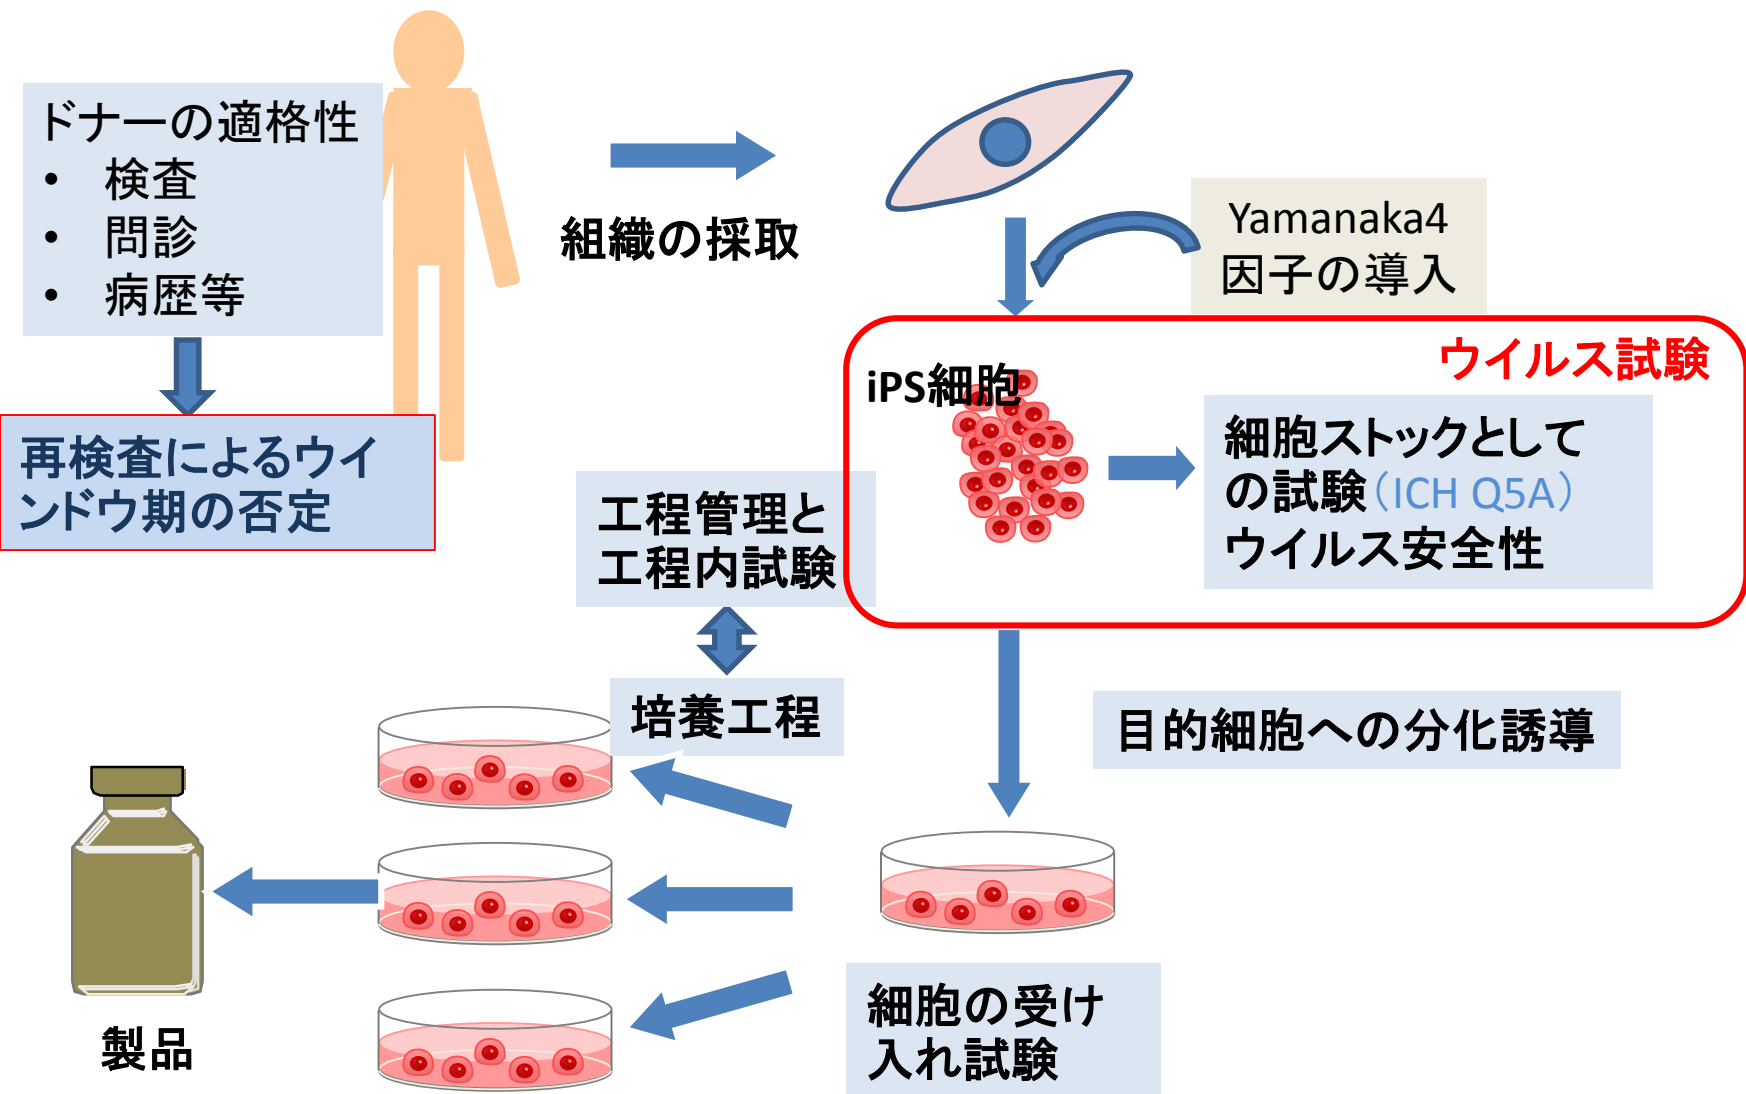 ドナーの適格性
• 検査
• 問診
• 病歴等
再検査によるウイ
ンドウ期の否定
組織の採取
Yamanaka4
因子の導入
ウイルス試験
iPS細胞
細胞ストックとして
の試験（ICH Q5A）
ウイルス安全性
工程管理と
工程内試験
培養工程
目的細胞への分化誘導
細胞の受け
入れ試験
製品